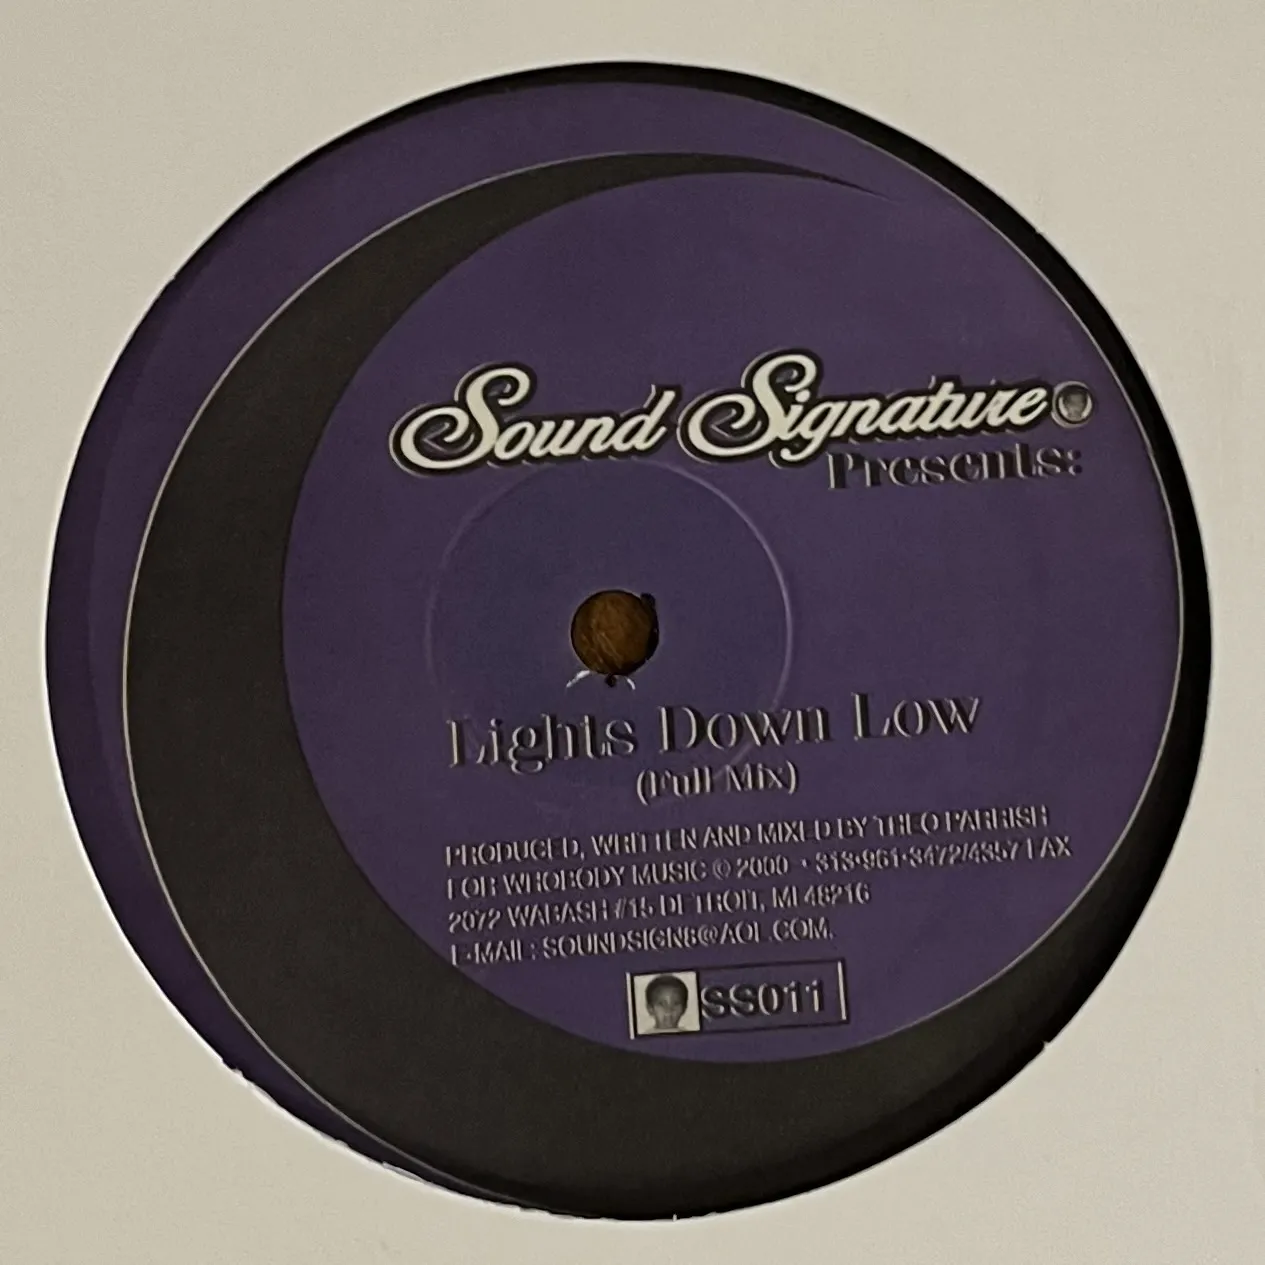 Sound Signature
Presents:
Lights Down Low
(Full Mix)
PRODUCED, WRITTEN AND MIXED BY THEO PARRISH
FOR WHOBODY MUSIC © 2000 • 313•961•3472/4357 FAX
2072 WABASH #15 DETROIT, MI 48216
E-MAIL: SOUNDSIGN8@AOL.COM.
SS011